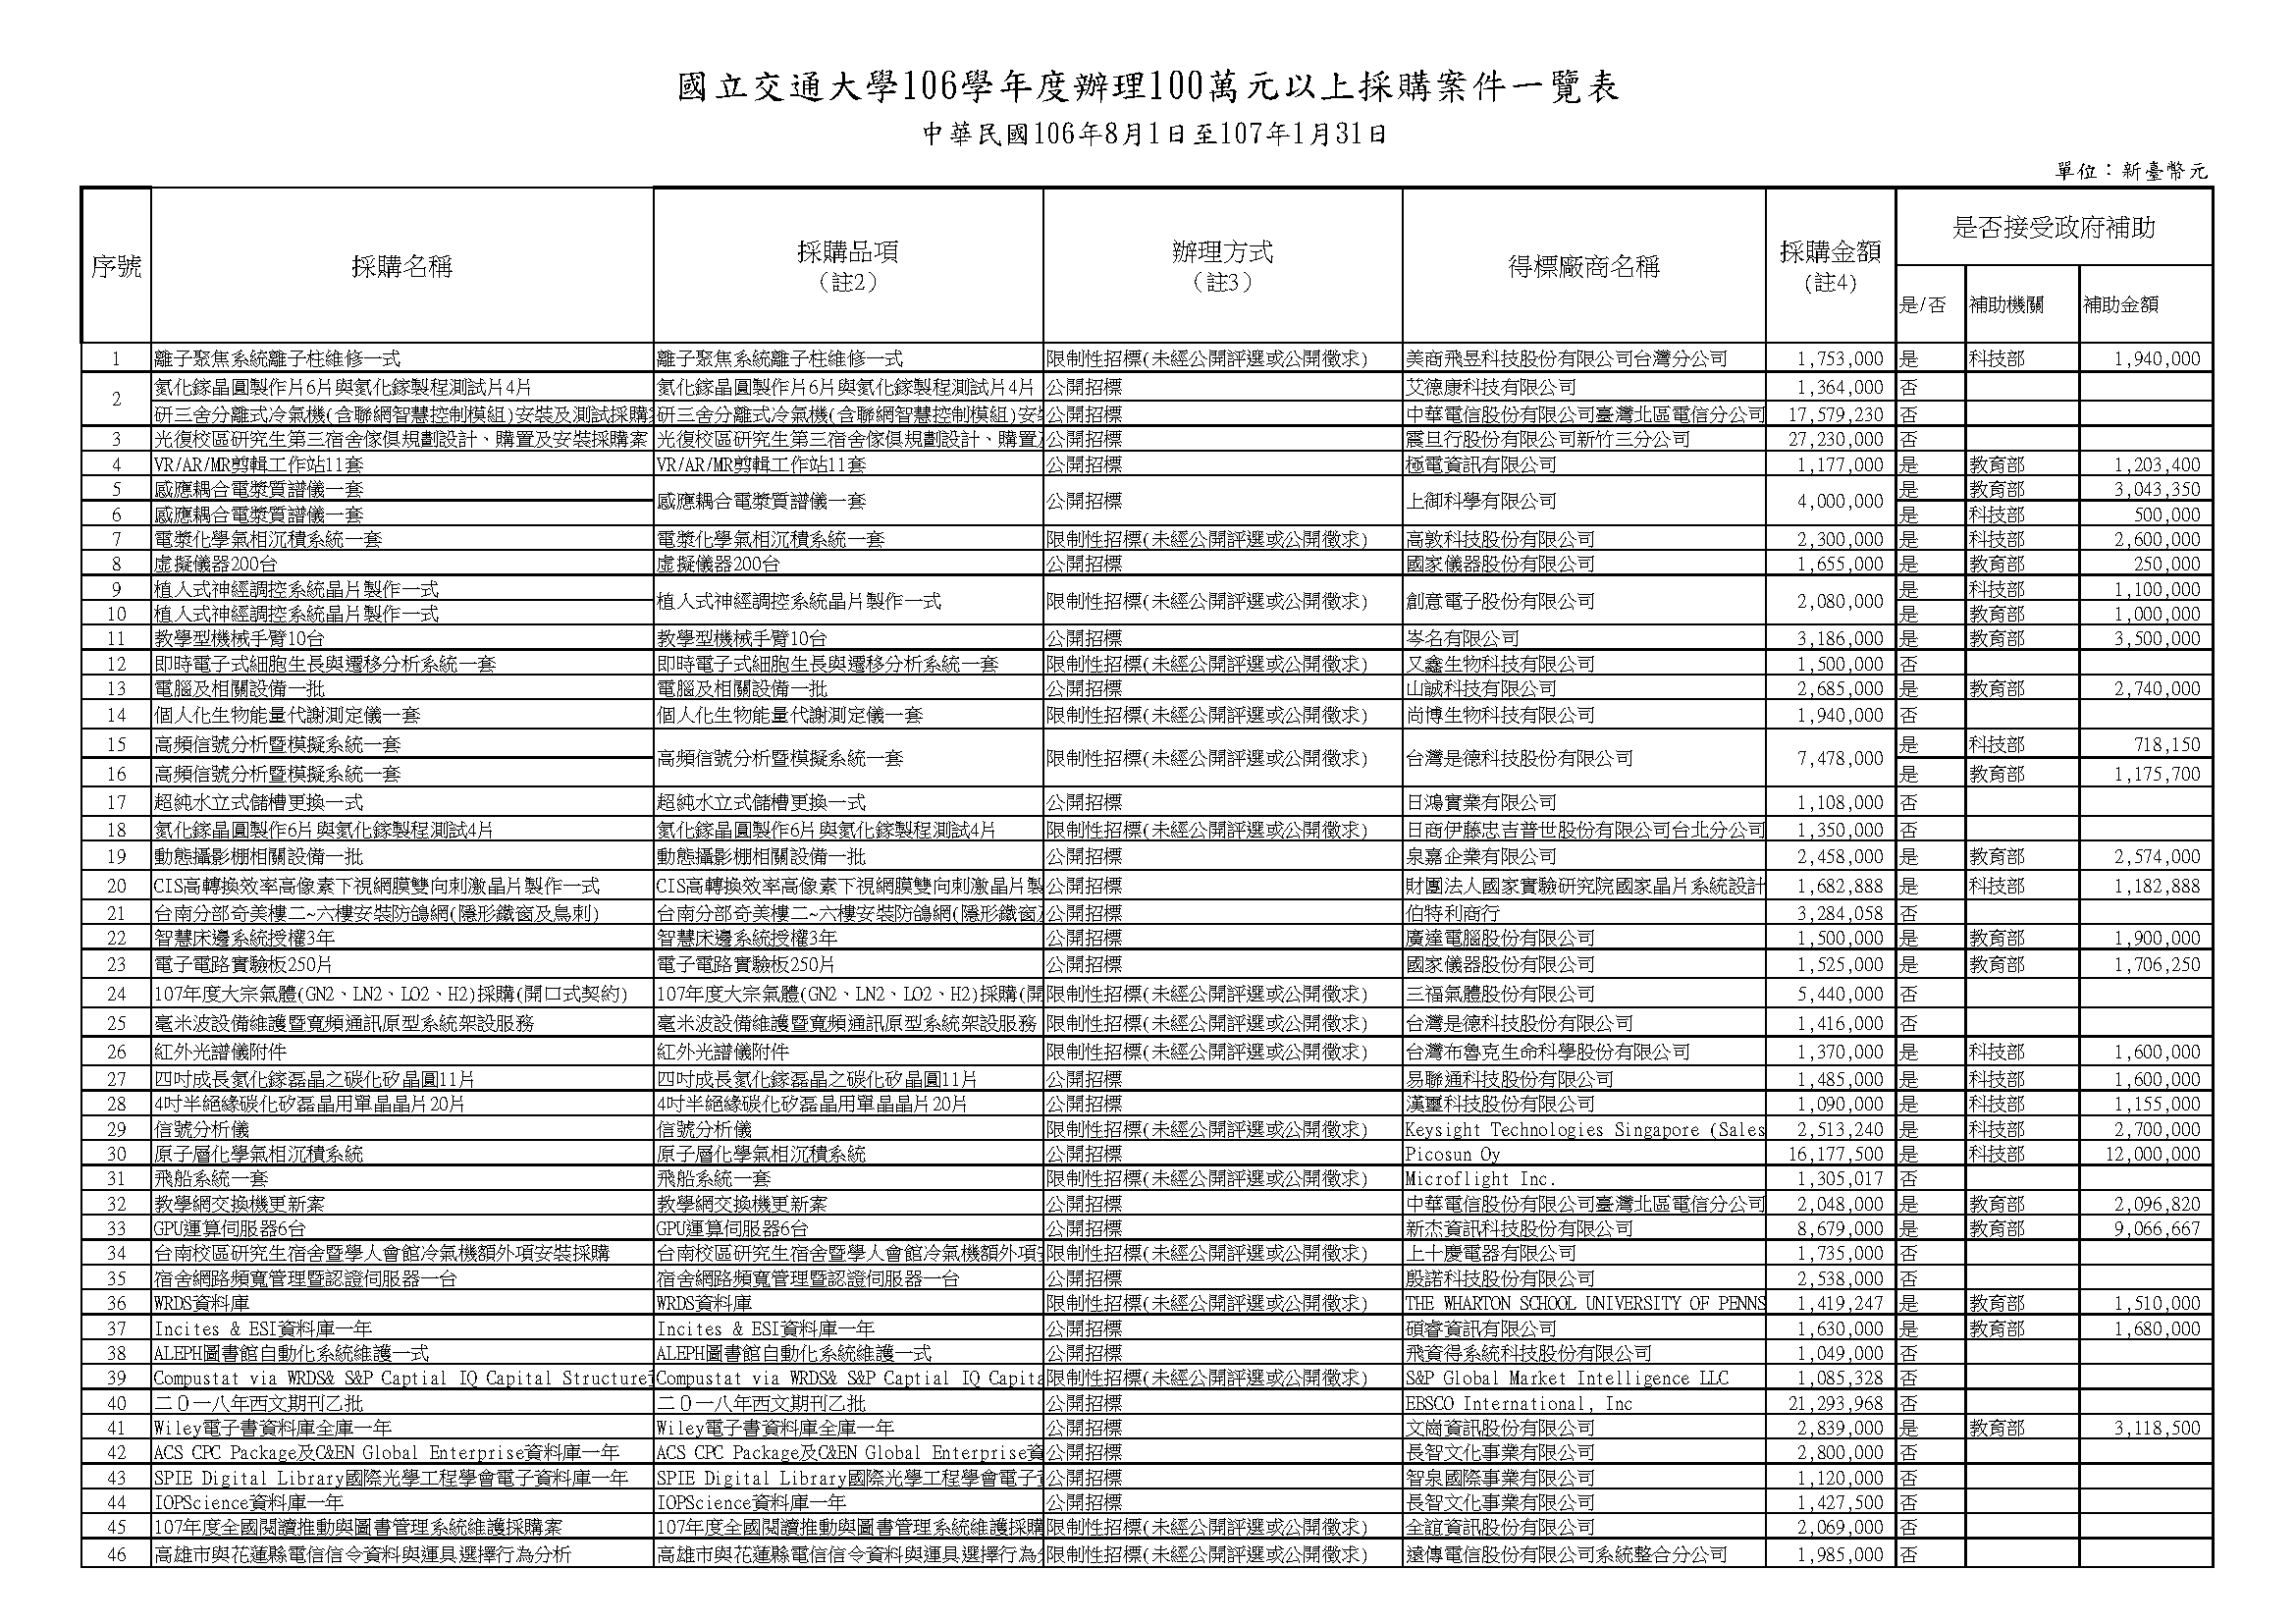 國立交通大學106學年度辦理100萬元以上採購案件一覽表
中華民國106年8月1日至107年1月31日
單位：新臺幣元
序號 採購名稱 採購品項 (註2) 辦理方式 (註3) 得標廠商名稱 採購金額 (註4) 是否接受政府補助
是/否 補助機關 補助金額
1 離子聚焦系統離子柱維修一式 離子聚焦系統離子柱維修一式 限制性招標(未經公開評選或公開徵求) 美商飛昱科技股份有限公司台灣分公司 1,753,000 是 科技部 1,940,000
2 氮化鎵晶圓製作片6片與氮化鎵製程測試片4片 氮化鎵晶圓製作片6片與氮化鎵製程測試片4片 公開招標 艾德康科技有限公司 1,364,000 否
研三舍分離式冷氣機(含聯網智慧控制模組)安裝及測試採購 研三舍分離式冷氣機(含聯網智慧控制模組)安 公開招標 中華電信股份有限公司臺灣北區電信分公司 17,579,230 否
3 光復校區研究生第三宿舍傢俱規劃設計、購置及安裝採購案 光復校區研究生第三宿舍傢俱規劃設計、購置 公開招標 震旦行股份有限公司新竹三分公司 27,230,000 否
4 VR/AR/MR剪輯工作站11套 VR/AR/MR剪輯工作站11套 公開招標 極電資訊有限公司 1,177,000 是 教育部 1,203,400
5 感應耦合電漿質譜儀一套 感應耦合電漿質譜儀一套 公開招標 上御科學有限公司 4,000,000 是 教育部 3,043,350
6 感應耦合電漿質譜儀一套 是 科技部 500,000
7 電漿化學氣相沉積系統一套 電漿化學氣相沉積系統一套 限制性招標(未經公開評選或公開徵求) 高敦科技股份有限公司 2,300,000 是 科技部 2,600,000
8 虛擬儀器200台 虛擬儀器200台 公開招標 國家儀器股份有限公司 1,655,000 是 教育部 250,000
9 植入式神經調控系統晶片製作一式 植入式神經調控系統晶片製作一式 限制性招標(未經公開評選或公開徵求) 創意電子股份有限公司 2,080,000 是 科技部 1,100,000
10 植入式神經調控系統晶片製作一式 是 教育部 1,000,000
11 教學型機械手臂10台 教學型機械手臂10台 公開招標 岑名有限公司 3,186,000 是 教育部 3,500,000
12 即時電子式細胞生長與遷移分析系統一套 即時電子式細胞生長與遷移分析系統一套 限制性招標(未經公開評選或公開徵求) 又鑫生物科技有限公司 1,500,000 否
13 電腦及相關設備一批 電腦及相關設備一批 公開招標 山誠科技有限公司 2,685,000 是 教育部 2,740,000
14 個人化生物能量代謝測定儀一套 個人化生物能量代謝測定儀一套 限制性招標(未經公開評選或公開徵求) 尚博生物科技有限公司 1,940,000 否
15 高頻信號分析暨模擬系統一套 高頻信號分析暨模擬系統一套 限制性招標(未經公開評選或公開徵求) 台灣是德科技股份有限公司 7,478,000 是 科技部 718,150
16 高頻信號分析暨模擬系統一套 是 教育部 1,175,700
17 超純水立式儲槽更換一式 超純水立式儲槽更換一式 公開招標 日鴻實業有限公司 1,108,000 否
18 氮化鎵晶圓製作6片與氮化鎵製程測試4片 氮化鎵晶圓製作6片與氮化鎵製程測試4片 限制性招標(未經公開評選或公開徵求) 日商伊藤忠吉普世股份有限公司台北分公司 1,350,000 否
19 動態攝影棚相關設備一批 動態攝影棚相關設備一批 公開招標 泉嘉企業有限公司 2,458,000 是 教育部 2,574,000
20 CIS高轉換效率高像素下視網膜雙向刺激晶片製作一式 CIS高轉換效率高像素下視網膜雙向刺激晶片製 公開招標 財團法人國家實驗研究院國家晶片系統設計 1,682,888 是 科技部 1,182,888
21 台南分部奇美樓二~六樓安裝防鴿網(隱形鐵窗及鳥刺) 台南分部奇美樓二~六樓安裝防鴿網(隱形鐵窗 公開招標 伯特利商行 3,284,058 否
22 智慧床邊系統授權3年 智慧床邊系統授權3年 公開招標 廣達電腦股份有限公司 1,500,000 是 教育部 1,900,000
23 電子電路實驗板250片 電子電路實驗板250片 公開招標 國家儀器股份有限公司 1,525,000 是 教育部 1,706,250
24 107年度大宗氣體(GN2、LN2、LO2、H2)採購(開口式契約) 107年度大宗氣體(GN2、LN2、LO2、H2)採購(開 限制性招標(未經公開評選或公開徵求) 三福氣體股份有限公司 5,440,000 否
25 毫米波設備維護暨寬頻通訊原型系統架設服務 毫米波設備維護暨寬頻通訊原型系統架設服務 限制性招標(未經公開評選或公開徵求) 台灣是德科技股份有限公司 1,416,000 否
26 紅外光譜儀附件 紅外光譜儀附件 限制性招標(未經公開評選或公開徵求) 台灣布魯克生命科學股份有限公司 1,370,000 是 科技部 1,600,000
27 四吋成長氮化鎵磊晶之碳化矽晶圓11片 四吋成長氮化鎵磊晶之碳化矽晶圓11片 公開招標 易聯通科技股份有限公司 1,485,000 是 科技部 1,600,000
28 4吋半絕緣碳化矽磊晶用單晶晶片20片 4吋半絕緣碳化矽磊晶用單晶晶片20片 公開招標 漢璽科技股份有限公司 1,090,000 是 科技部 1,155,000
29 信號分析儀 信號分析儀 限制性招標(未經公開評選或公開徵求) Keysight Technologies Singapore (Sales 2,513,240 是 科技部 2,700,000
30 原子層化學氣相沉積系統 原子層化學氣相沉積系統 公開招標 Picosun Oy 16,177,500 是 科技部 12,000,000
31 飛船系統一套 飛船系統一套 限制性招標(未經公開評選或公開徵求) Microflight Inc. 1,305,017 否
32 教學網交換機更新案 教學網交換機更新案 公開招標 中華電信股份有限公司臺灣北區電信分公司 2,048,000 是 教育部 2,096,820
33 GPU運算伺服器6台 GPU運算伺服器6台 公開招標 新杰資訊科技股份有限公司 8,679,000 是 教育部 9,066,667
34 台南校區研究生宿舍暨學人會館冷氣機額外項安裝採購 台南校區研究生宿舍暨學人會館冷氣機額外項 限制性招標(未經公開評選或公開徵求) 上十慶電器有限公司 1,735,000 否
35 宿舍網路頻寬管理暨認證伺服器一台 宿舍網路頻寬管理暨認證伺服器一台 公開招標 殷諾科技股份有限公司 2,538,000 否
36 WRDS資料庫 WRDS資料庫 限制性招標(未經公開評選或公開徵求) THE WHARTON SCHOOL UNIVERSITY OF PENNS 1,419,247 是 教育部 1,510,000
37 Incites & ESI資料庫一年 Incites & ESI資料庫一年 公開招標 碩睿資訊有限公司 1,630,000 是 教育部 1,680,000
38 ALEPH圖書館自動化系統維護一式 ALEPH圖書館自動化系統維護一式 公開招標 飛資得系統科技股份有限公司 1,049,000 否
39 Compustat via WRDS& S&P Captial IQ Capital Structure Compustat via WRDS& S&P Captial IQ Capita 限制性招標(未經公開評選或公開徵求) S&P Global Market Intelligence LLC 1,085,328 否
40 二０一八年西文期刊乙批 二０一八年西文期刊乙批 公開招標 EBSCO International, Inc 21,293,968 否
41 Wiley電子書資料庫全庫一年 Wiley電子書資料庫全庫一年 公開招標 文崗資訊股份有限公司 2,839,000 是 教育部 3,118,500
42 ACS CPC Package及C&EN Global Enterprise資料庫一年 ACS CPC Package及C&EN Global Enterprise資 公開招標 長智文化事業有限公司 2,800,000 否
43 SPIE Digital Library國際光學工程學會電子資料庫一年 SPIE Digital Library國際光學工程學會電子 公開招標 智泉國際事業有限公司 1,120,000 否
44 IOPScience資料庫一年 IOPScience資料庫一年 公開招標 長智文化事業有限公司 1,427,500 否
45 107年度全國閱讀推動與圖書管理系統維護採購案 107年度全國閱讀推動與圖書管理系統維護採購 限制性招標(未經公開評選或公開徵求) 全誼資訊股份有限公司 2,069,000 否
46 高雄市與花蓮縣電信信令資料與運具選擇行為分析 高雄市與花蓮縣電信信令資料與運具選擇行為 限制性招標(未經公開評選或公開徵求) 遠傳電信股份有限公司系統整合分公司 1,985,000 否